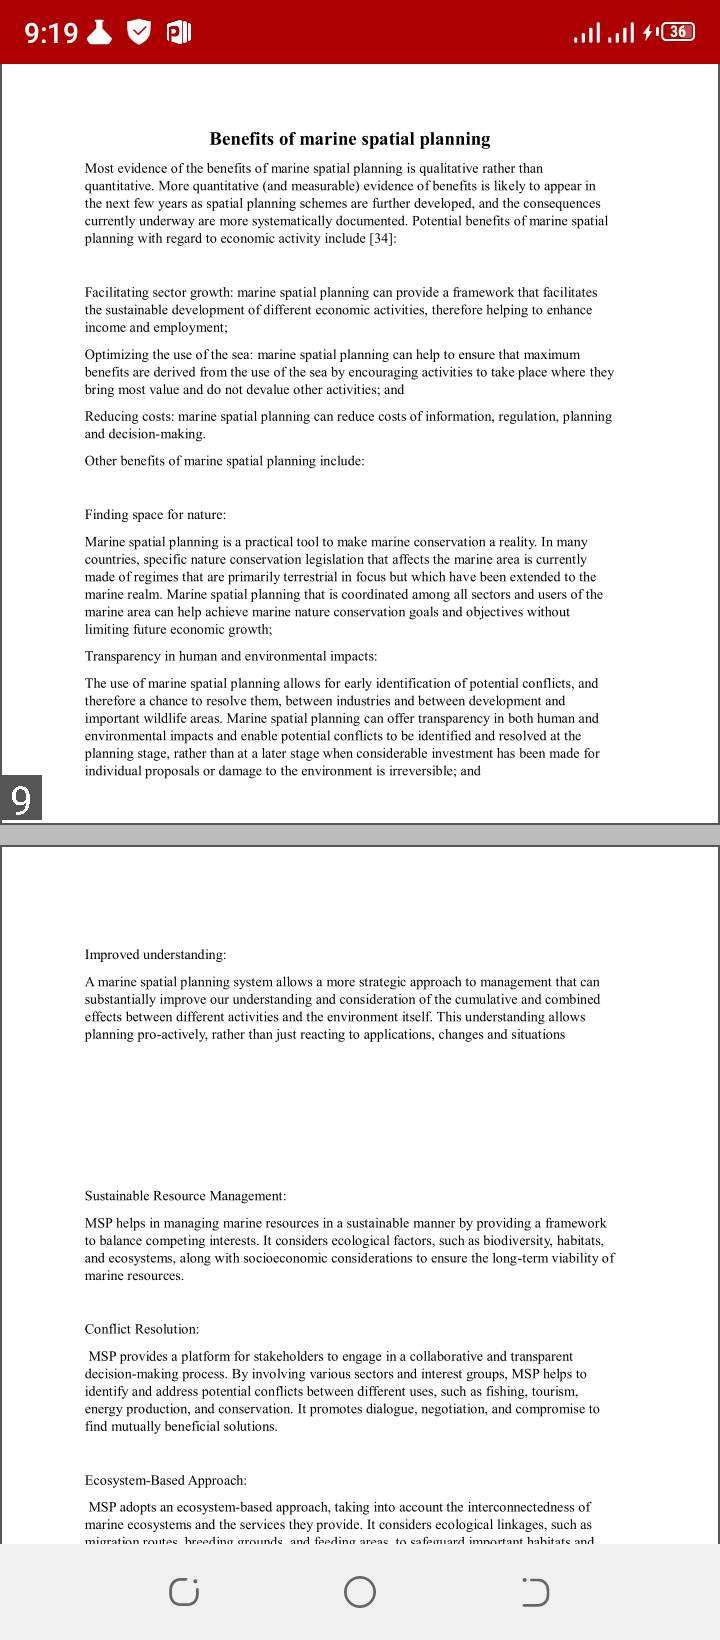 9:19
36
Benefits of marine spatial planning
Most evidence of the benefits of marine spatial planning is qualitative rather than
quantitative. More quantitative (and measurable) evidence of benefits is likely to appear in
the next few years as spatial planning schemes are further developed, and the consequences
currently underway are more systematically documented. Potential benefits of marine spatial
planning with regard to economic activity include [34]:
Facilitating sector growth: marine spatial planning can provide a framework that facilitates
the sustainable development of different economic activities, therefore helping to enhance
income and employment;
Optimizing the use of the sea: marine spatial planning can help to ensure that maximum
benefits are derived from the use of the sea by encouraging activities to take place where they
bring most value and do not devalue other activities; and
Reducing costs: marine spatial planning can reduce costs of information, regulation, planning
and decision-making.
Other benefits of marine spatial planning include:
Finding space for nature:
Marine spatial planning is a practical tool to make marine conservation a reality. In many
countries, specific nature conservation legislation that affects the marine area is currently
made of regimes that are primarily terrestrial in focus but which have been extended to the
marine realm. Marine spatial planning that is coordinated among all sectors and users of the
marine area can help achieve marine nature conservation goals and objectives without
limiting future economic growth;
Transparency in human and environmental impacts:
The use of marine spatial planning allows for early identification of potential conflicts, and
therefore a chance to resolve them, between industries and between development and
important wildlife areas. Marine spatial planning can offer transparency in both human and
environmental impacts and enable potential conflicts to be identified and resolved at the
planning stage, rather than at a later stage when considerable investment has been made for
individual proposals or damage to the environment is irreversible; and
9
Improved understanding:
A marine spatial planning system allows a more strategic approach to management that can
substantially improve our understanding and consideration of the cumulative and combined
effects between different activities and the environment itself. This understanding allows
planning pro-actively, rather than just reacting to applications, changes and situations
Sustainable Resource Management:
MSP helps in managing marine resources in a sustainable manner by providing a framework
to balance competing interests. It considers ecological factors, such as biodiversity, habitats,
and ecosystems, along with socioeconomic considerations to ensure the long-term viability of
marine resources.
Conflict Resolution:
MSP provides a platform for stakeholders to engage in a collaborative and transparent
decision-making process. By involving various sectors and interest groups, MSP helps to
identify and address potential conflicts between different uses, such as fishing, tourism,
energy production, and conservation. It promotes dialogue, negotiation, and compromise to
find mutually beneficial solutions.
Ecosystem-Based Approach:
MSP adopts an ecosystem-based approach, taking into account the interconnectedness of
marine ecosystems and the services they provide. It considers ecological linkages, such as
migration routes, breeding grounds, and feeding areas, to safeguard important habitats and